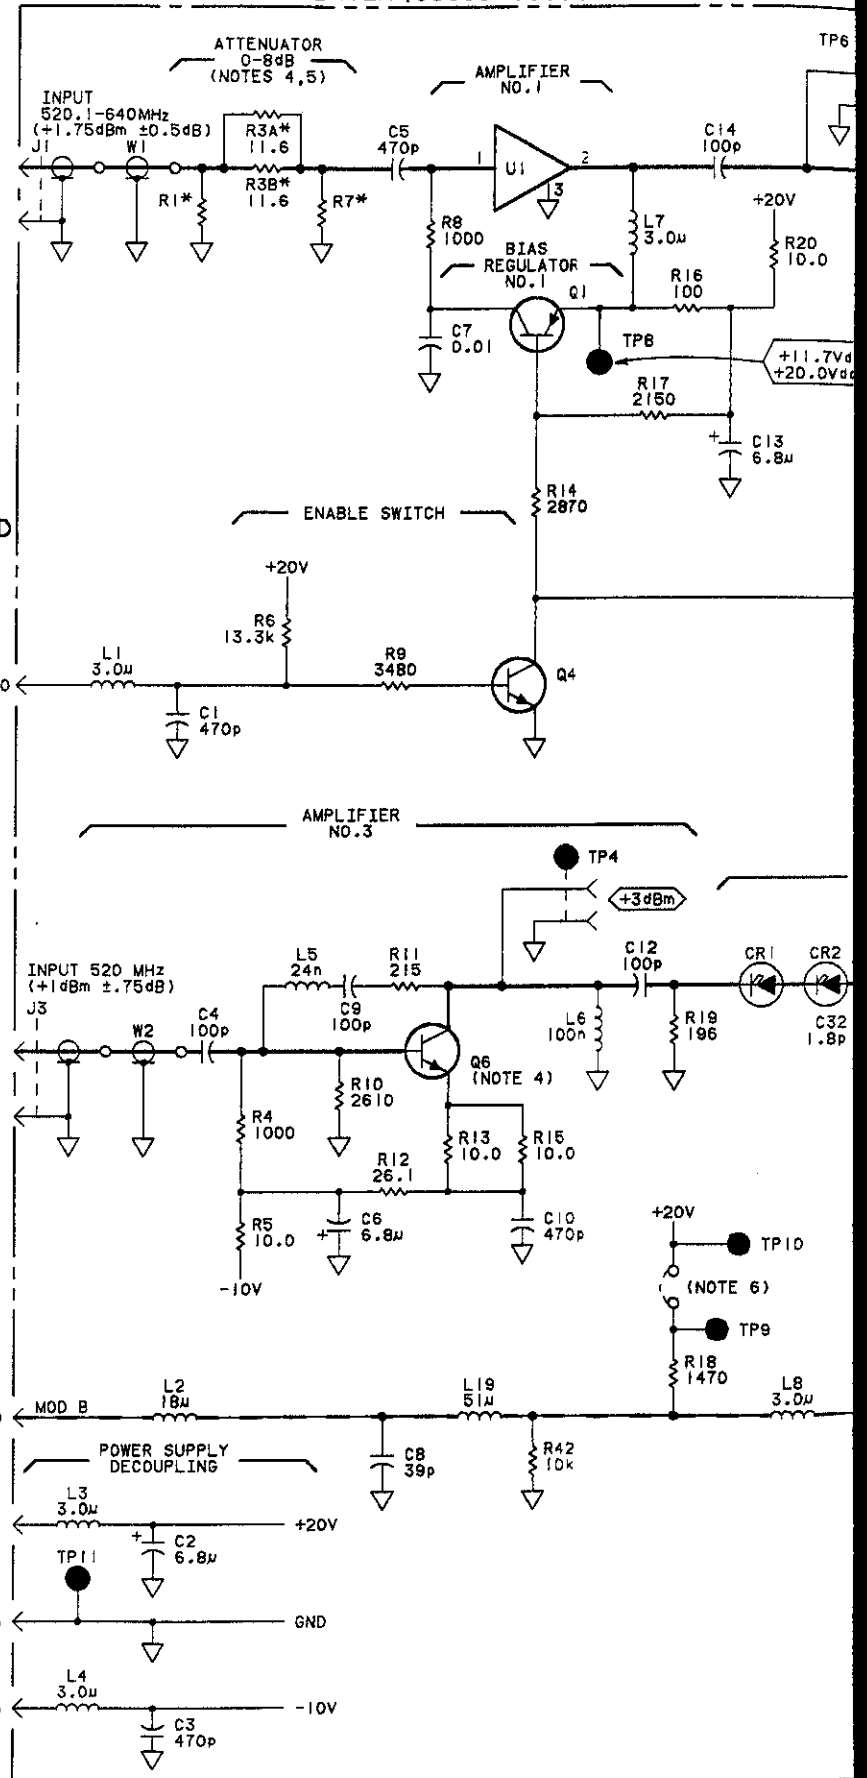 TP6
ATTENUATOR
0-8dB
(NOTES 4,5)
AMPLIFIER
NO.1
INPUT
520.1-640MHz
(+1.75dBm ±0.5dB)
J1
W1
R3A*
11.6
R3B*
11.6
R1*
R7*
C5
470p
1
U1
2
3
C14
100p
+20V
R20
10.0
R8
1000
L7
3.0µ
BIAS
REGULATOR
NO.1
Q1
R16
100
C7
0.01
TP8
+11.7Vd
+20.0Vdc
R17
2150
C13
6.8µ
+
R14
2870
D
ENABLE SWITCH
+20V
R6
13.3k
L1
3.0µ
R9
3480
Q4
C1
470p
AMPLIFIER
NO.3
TP4
+3dBm
INPUT 520 MHz
(+1dBm ±.75dB)
J3
W2
C4
100p
L5
24n
C9
100p
R11
215
C12
100p
CR1
CR2
C32
1.8p
L6
100n
R19
196
Q6
(NOTE 4)
R10
2610
R4
1000
R13
10.0
R15
10.0
R12
26.1
R5
10.0
+
C6
6.8µ
C10
470p
-10V
+20V
TP10
(NOTE 6)
TP9
R18
1470
MOD B
L2
18µ
L19
51µ
L8
3.0µ
C8
39p
R42
10k
POWER SUPPLY
DECOUPLING
L3
3.0µ
+20V
+
C2
6.8µ
TP11
GND
L4
3.0µ
-10V
C3
470p